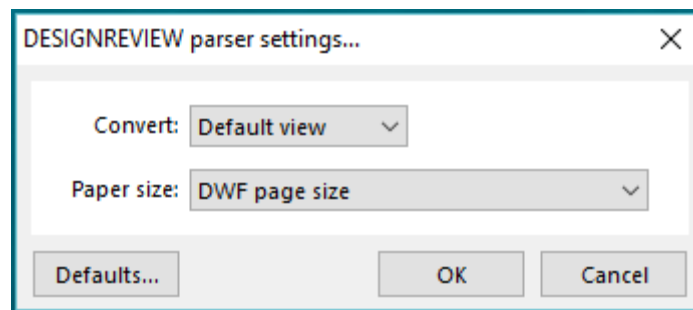 DESIGNREVIEW parser settings...
Convert: Default view
Paper size: DWF page size
Defaults... OK Cancel